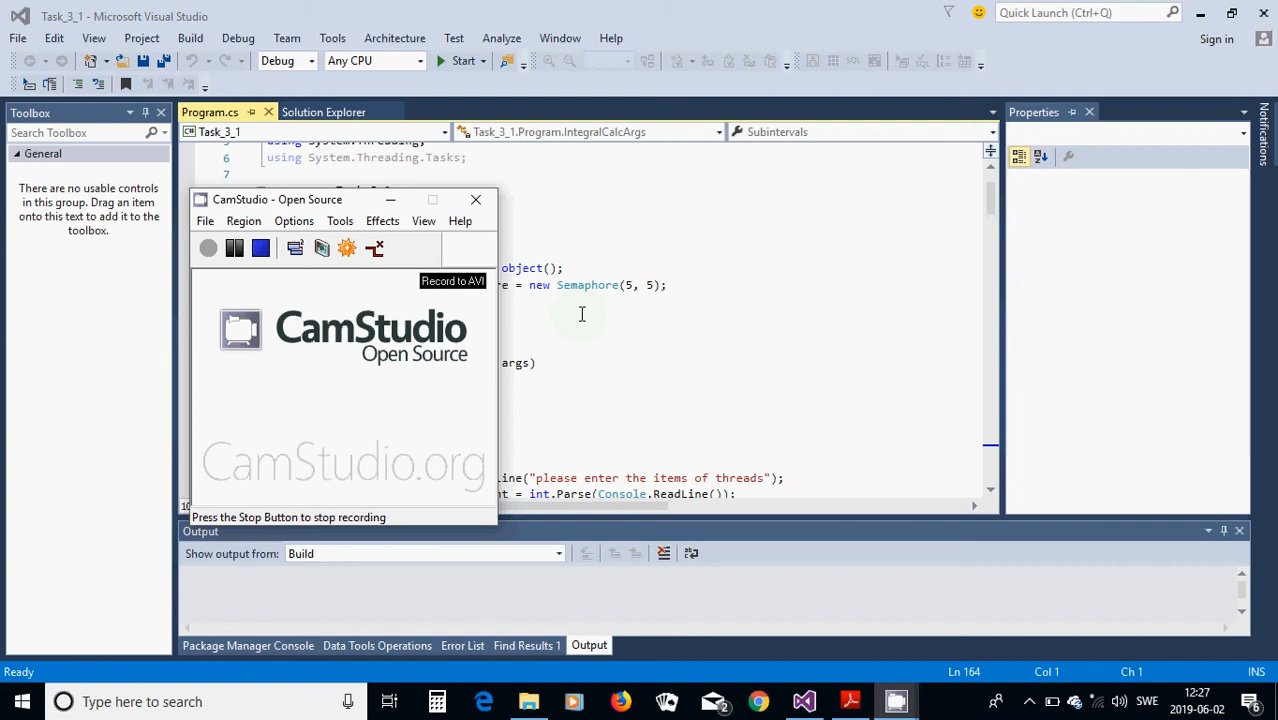 Task_3_1 - Microsoft Visual Studio
Quick Launch (Ctrl+Q)
File Edit View Project Build Debug Team Tools Architecture Test Analyze Window Help
Sign in
Debug Any CPU Start
Toolbox
Program.cs Solution Explorer
Properties
Notifications
Search Toolbox
Task_3_1 Task_3_1.Program.IntegralCalcArgs Subintervals
General
There are no usable controls
in this group. Drag an item
onto this text to add it to the
toolbox.
6 using System.Threading.Tasks;
7
CamStudio - Open Source
File Region Options Tools Effects View Help
Record to AVI
CamStudio
Open Source
CamStudio.org
Press the Stop Button to stop recording
object();
re = new Semaphore(5, 5);
args)
ine("please enter the items of threads");
nt = int.Parse(Console.ReadLine());
Output
Show output from: Build
Package Manager Console Data Tools Operations Error List Find Results 1 Output
Ready Ln 164 Col 1 Ch 1 INS
Type here to search
2
SWE
12:27
2019-06-02
6